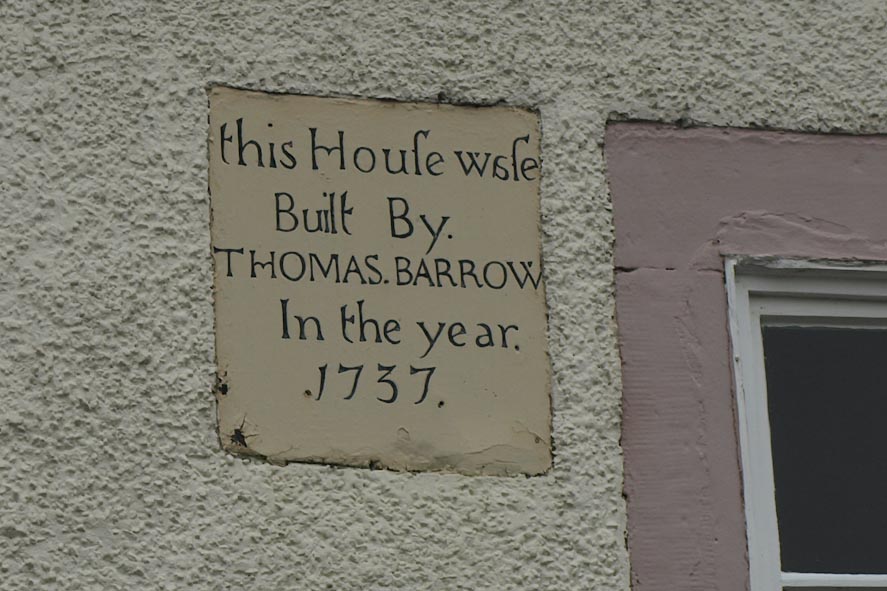 this Houſe waſe
Built By.
THOMAS. BARROW
In the year.
.1737.